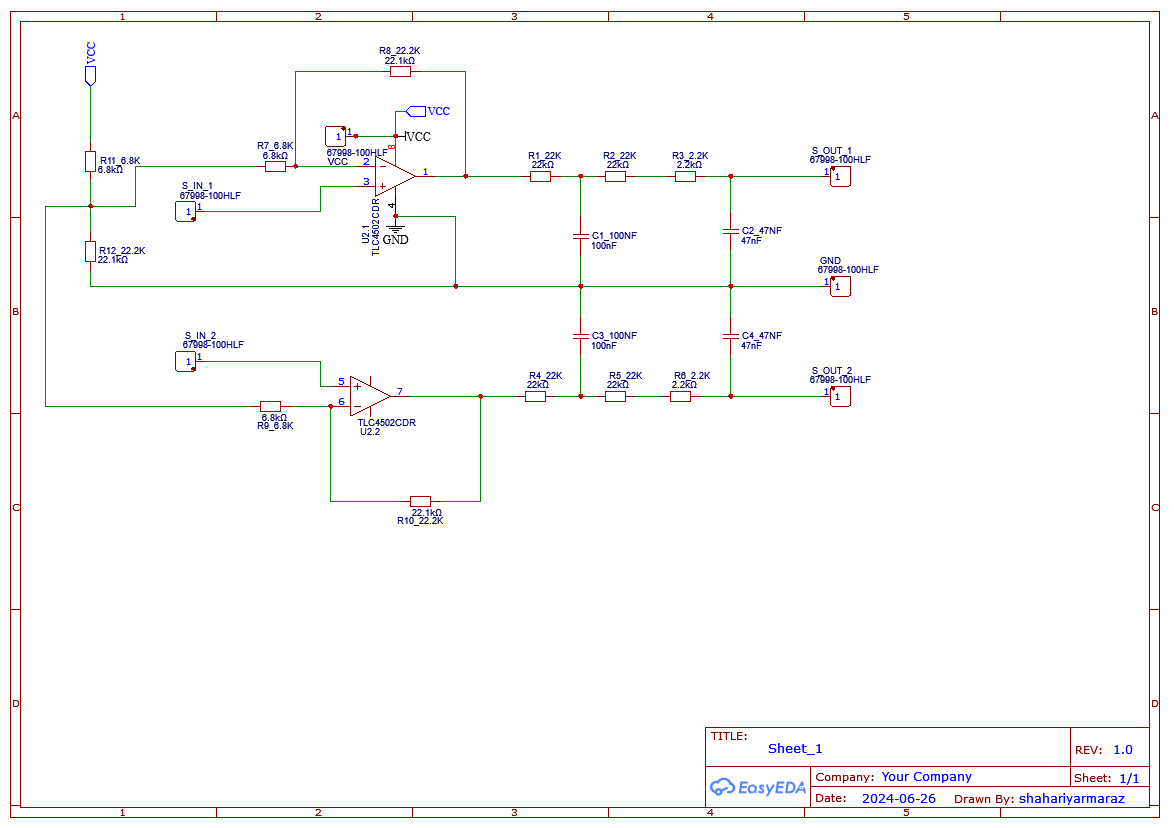 1 2 3 4 5
A A
B B
C C
D D
1 2 3 4 5
VCC
R11_6.8K
6.8kΩ
R12_22.2K
22.1kΩ
S_IN_1
67998-100HLF
1
1
R7_6.8K
6.8kΩ
R8_22.2K
22.1kΩ
VCC
1
1
67998-100HLF
VCC
VCC
8
2
3
1
4
U2.1
TLC4502CDR
GND
R1_22K
22kΩ
R2_22K
22kΩ
R3_2.2K
2.2kΩ
S_OUT_1
67998-100HLF
1
1
C1_100NF
100nF
C2_47NF
47nF
GND
67998-100HLF
1
1
C3_100NF
100nF
C4_47NF
47nF
S_IN_2
67998-100HLF
1
1
5
6
7
TLC4502CDR
U2.2
6.8kΩ
R9_6.8K
22.1kΩ
R10_22.2K
R4_22K
22kΩ
R5_22K
22kΩ
R6_2.2K
2.2kΩ
S_OUT_2
67998-100HLF
1
1
TITLE:
Sheet_1
REV: 1.0
EasyEDA
Company: Your Company
Sheet: 1/1
Date: 2024-06-26 Drawn By: shahariyarmaraz